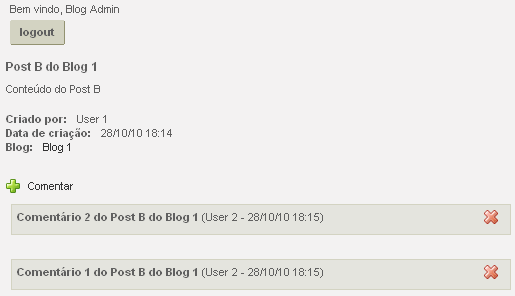 Bem vindo, Blog Admin
logout
Post B do Blog 1
Conteúdo do Post B
Criado por: User 1
Data de criação: 28/10/10 18:14
Blog: Blog 1
Comentar
Comentário 2 do Post B do Blog 1 (User 2 - 28/10/10 18:15)
Comentário 1 do Post B do Blog 1 (User 2 - 28/10/10 18:15)